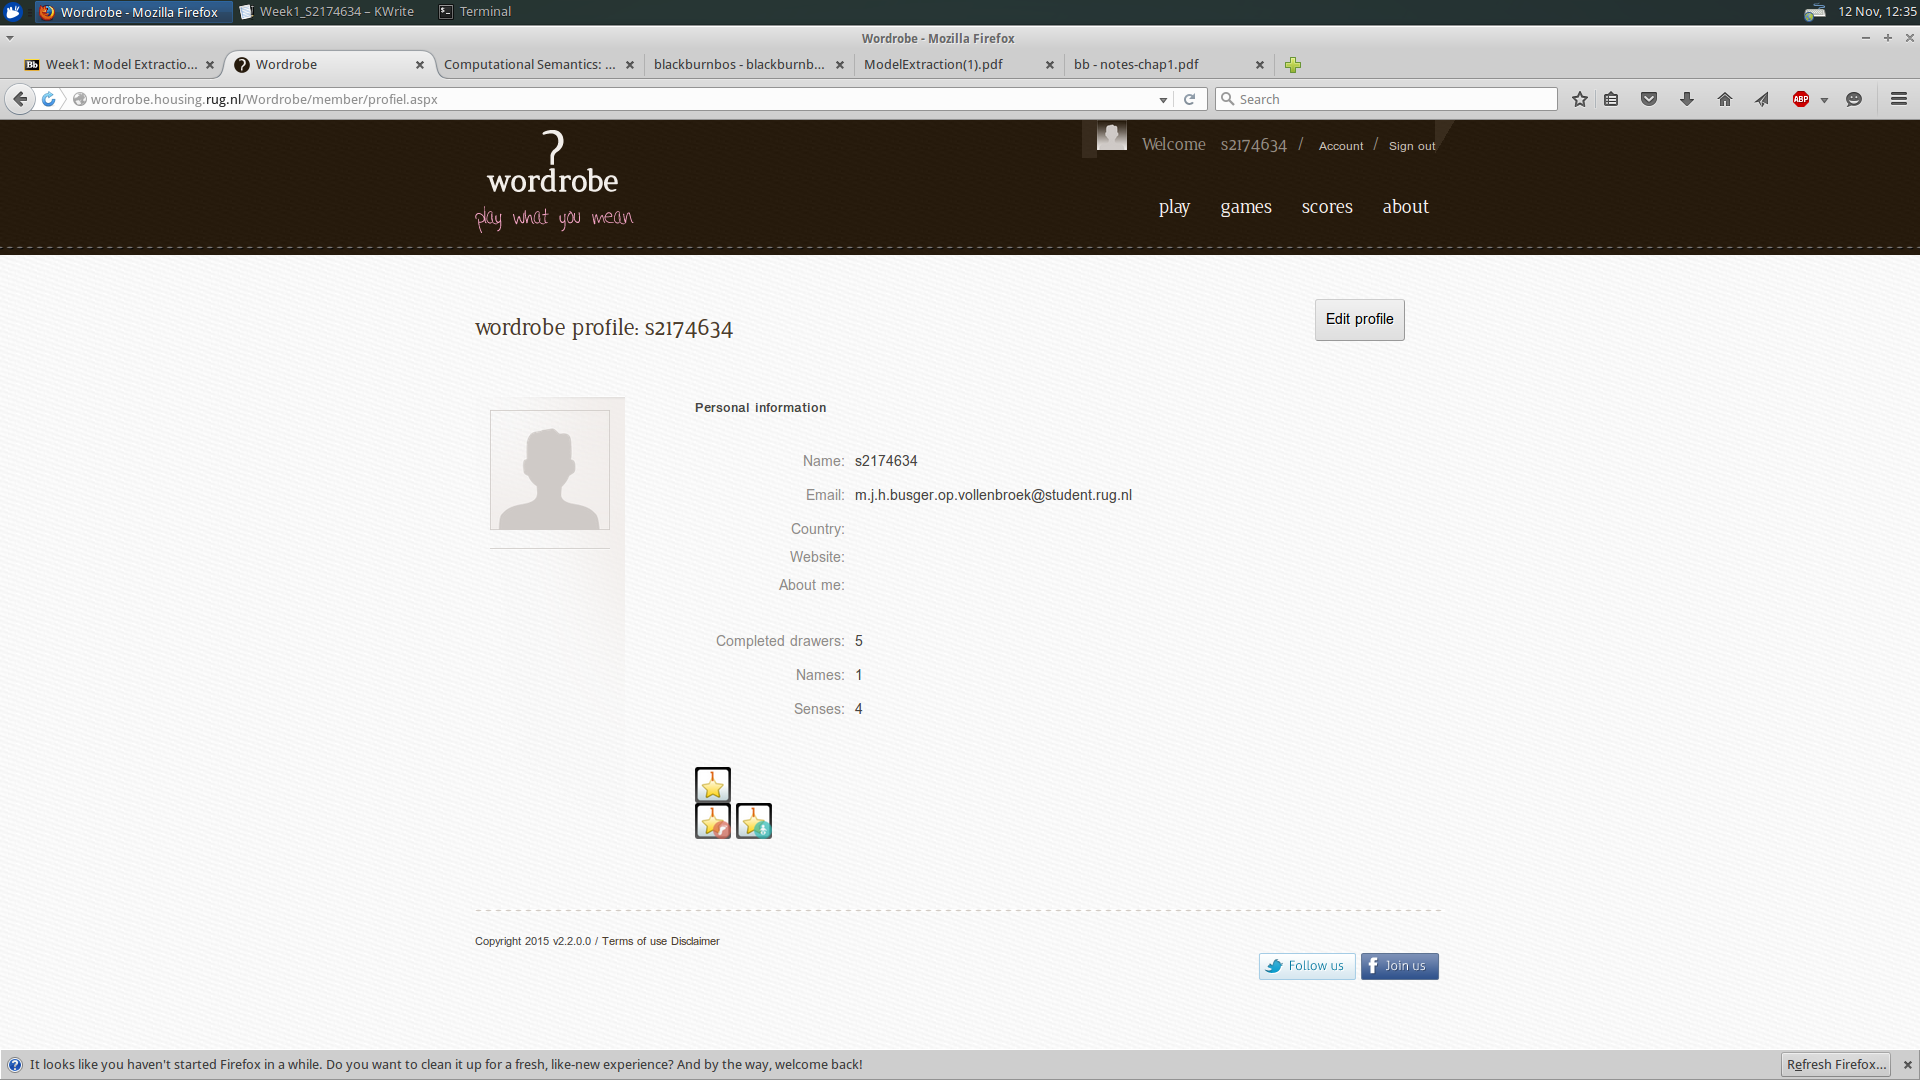 Wordrobe - Mozilla Firefox
Week1_S2174634 – KWrite
Terminal
12 Nov, 12:35
Wordrobe - Mozilla Firefox
Week1: Model Extractio...
Wordrobe
Computational Semantics: ...
blackburnbos - blackburnb...
ModelExtraction(1).pdf
bb - notes-chap1.pdf
wordrobe.housing.rug.nl/Wordrobe/member/profiel.aspx
Search
ABP
wordrobe
play what you mean
Welcome s2174634 / Account / Sign out
play games scores about
wordrobe profile: s2174634
Edit profile
Personal information
Name: s2174634
Email: m.j.h.busger.op.vollenbroek@student.rug.nl
Country:
Website:
About me:
Completed drawers: 5
Names: 1
Senses: 4
1
1 1
Copyright 2015 v2.2.0.0 / Terms of use Disclaimer
Follow us
Join us
It looks like you haven't started Firefox in a while. Do you want to clean it up for a fresh, like-new experience? And by the way, welcome back!
Refresh Firefox...